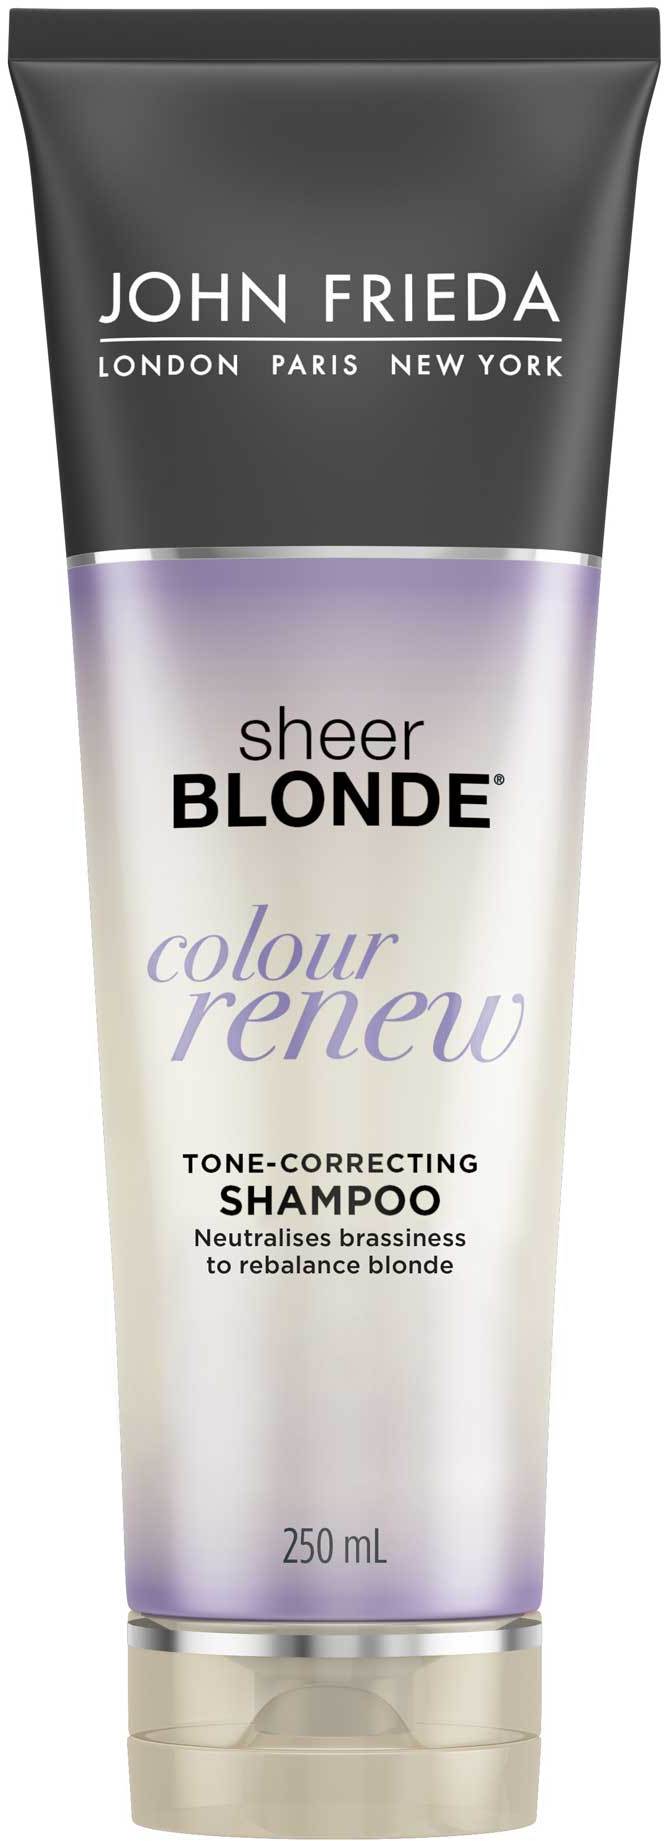 JOHN FRIEDA
LONDON PARIS NEW YORK
sheer
BLONDE®
colour
renew
TONE-CORRECTING
SHAMPOO
Neutralises brassiness
to rebalance blonde
250 mL